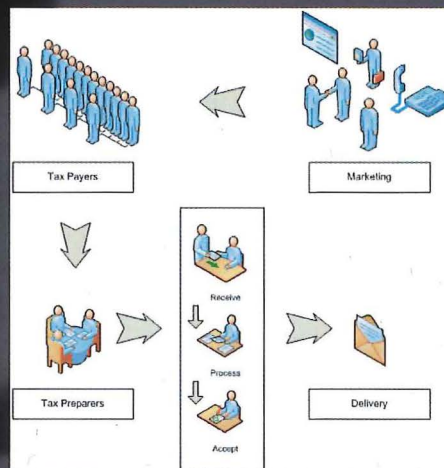 Tax Payers
Marketing
Receive
Process
Accept
Tax Preparers
Delivery